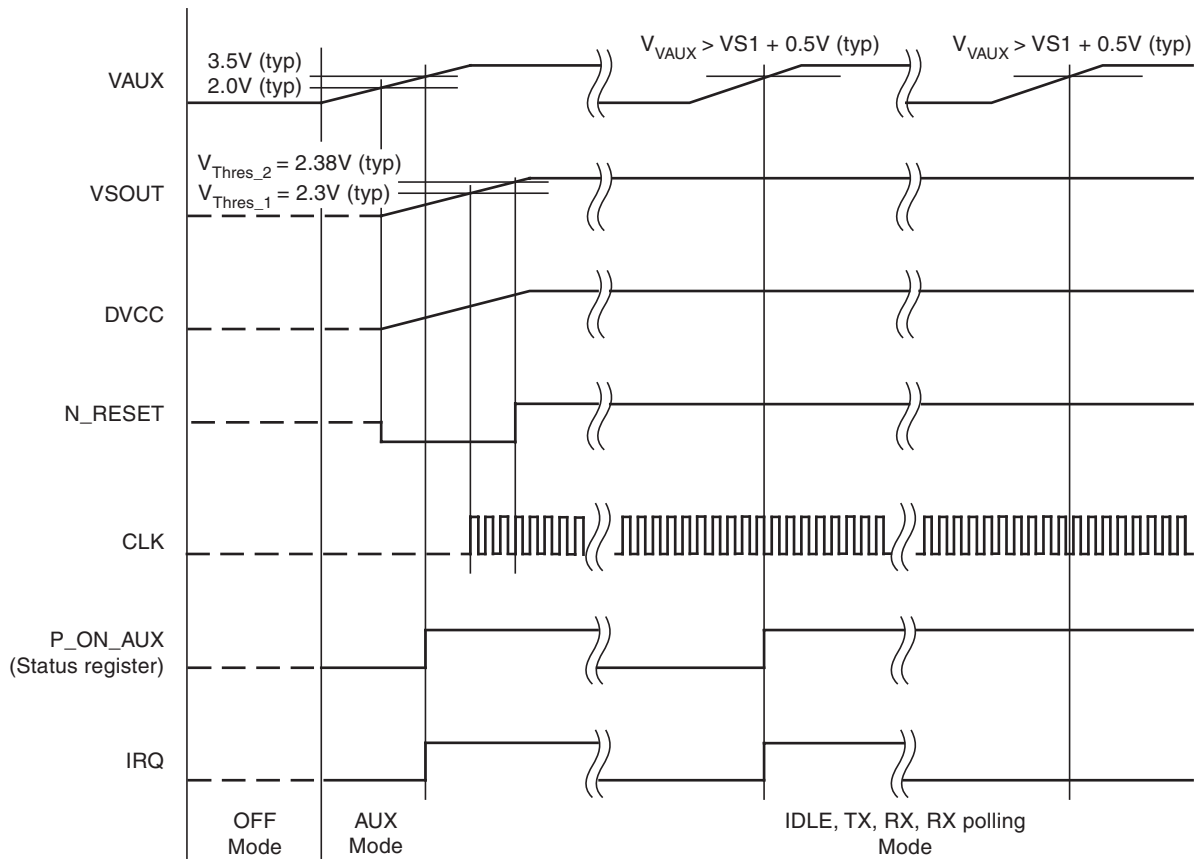 V_VAUX > VS1 + 0.5V (typ)
V_VAUX > VS1 + 0.5V (typ)
3.5V (typ)
VAUX
2.0V (typ)
V_Thres_2 = 2.38V (typ)
VSOUT
V_Thres_1 = 2.3V (typ)
DVCC
N_RESET
CLK
P_ON_AUX
(Status register)
IRQ
OFF
Mode
AUX
Mode
IDLE, TX, RX, RX polling
Mode